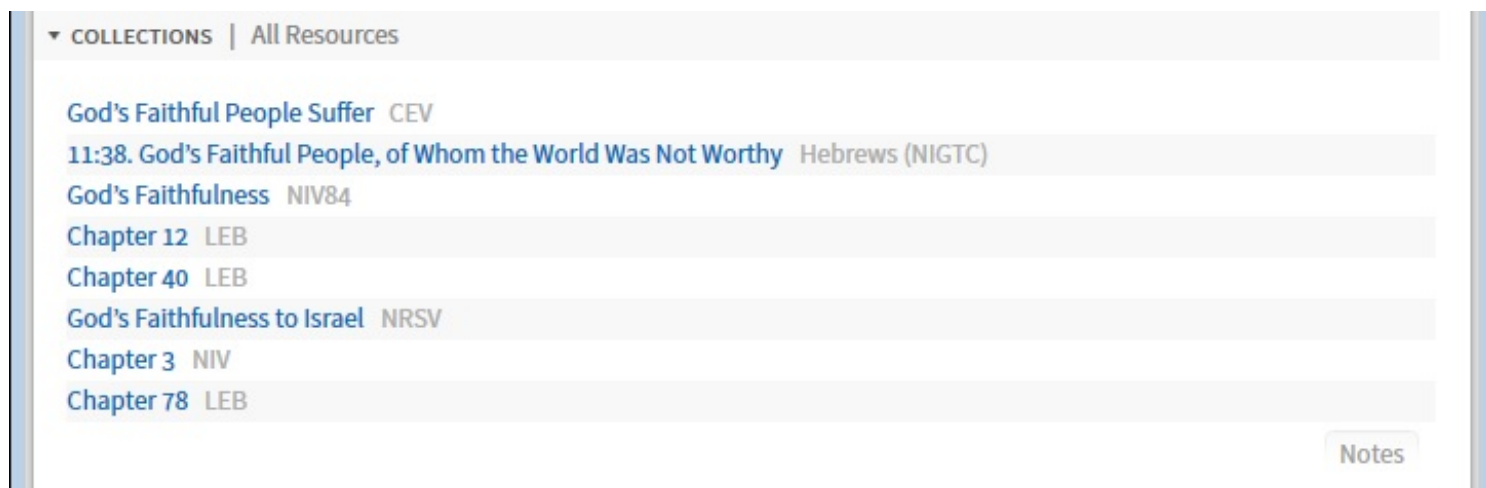 ▾ COLLECTIONS | All Resources
God’s Faithful People Suffer CEV
11:38. God’s Faithful People, of Whom the World Was Not Worthy Hebrews (NIGTC)
God’s Faithfulness NIV84
Chapter 12 LEB
Chapter 40 LEB
God’s Faithfulness to Israel NRSV
Chapter 3 NIV
Chapter 78 LEB
Notes